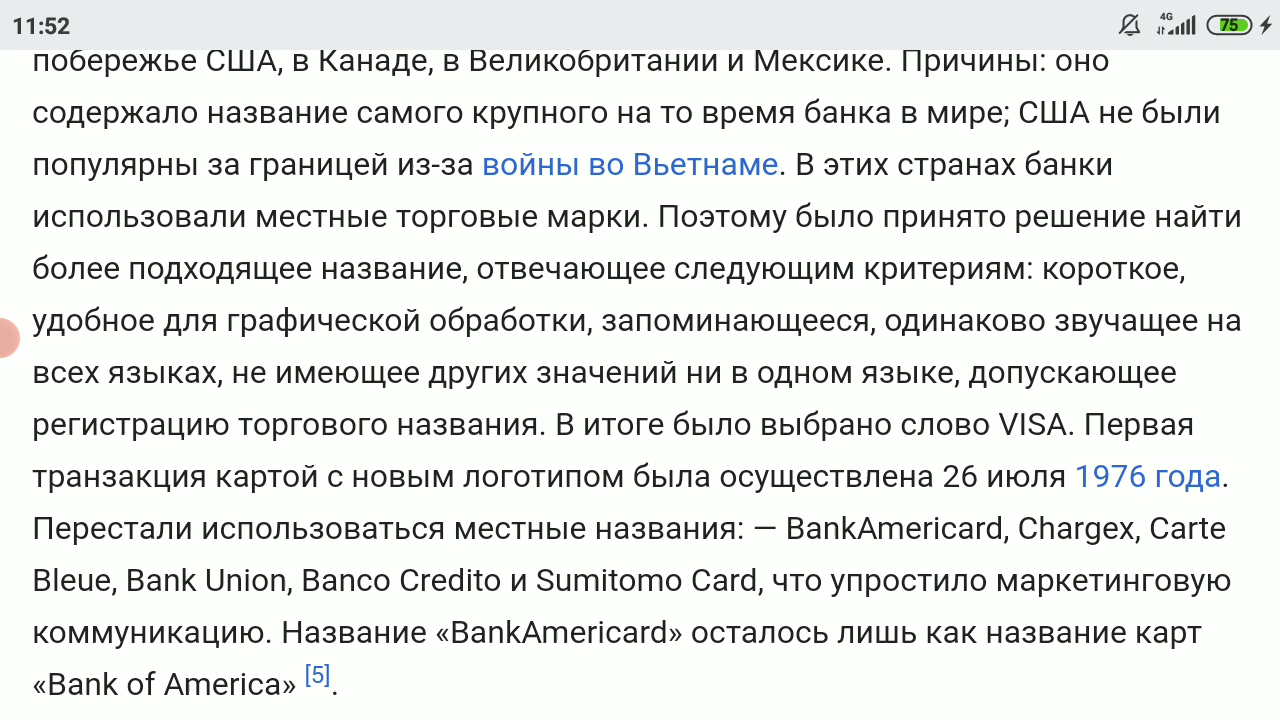 11:52
4G
75
побережье США, в Канаде, в Великобритании и Мексике. Причины: оно
содержало название самого крупного на то время банка в мире; США не были
популярны за границей из-за войны во Вьетнаме. В этих странах банки
использовали местные торговые марки. Поэтому было принято решение найти
более подходящее название, отвечающее следующим критериям: короткое,
удобное для графической обработки, запоминающееся, одинаково звучащее на
всех языках, не имеющее других значений ни в одном языке, допускающее
регистрацию торгового названия. В итоге было выбрано слово VISA. Первая
транзакция картой с новым логотипом была осуществлена 26 июля 1976 года.
Перестали использоваться местные названия: — BankAmericard, Chargex, Carte
Bleue, Bank Union, Banco Credito и Sumitomo Card, что упростило маркетинговую
коммуникацию. Название «BankAmericard» осталось лишь как название карт
«Bank of America» [5].